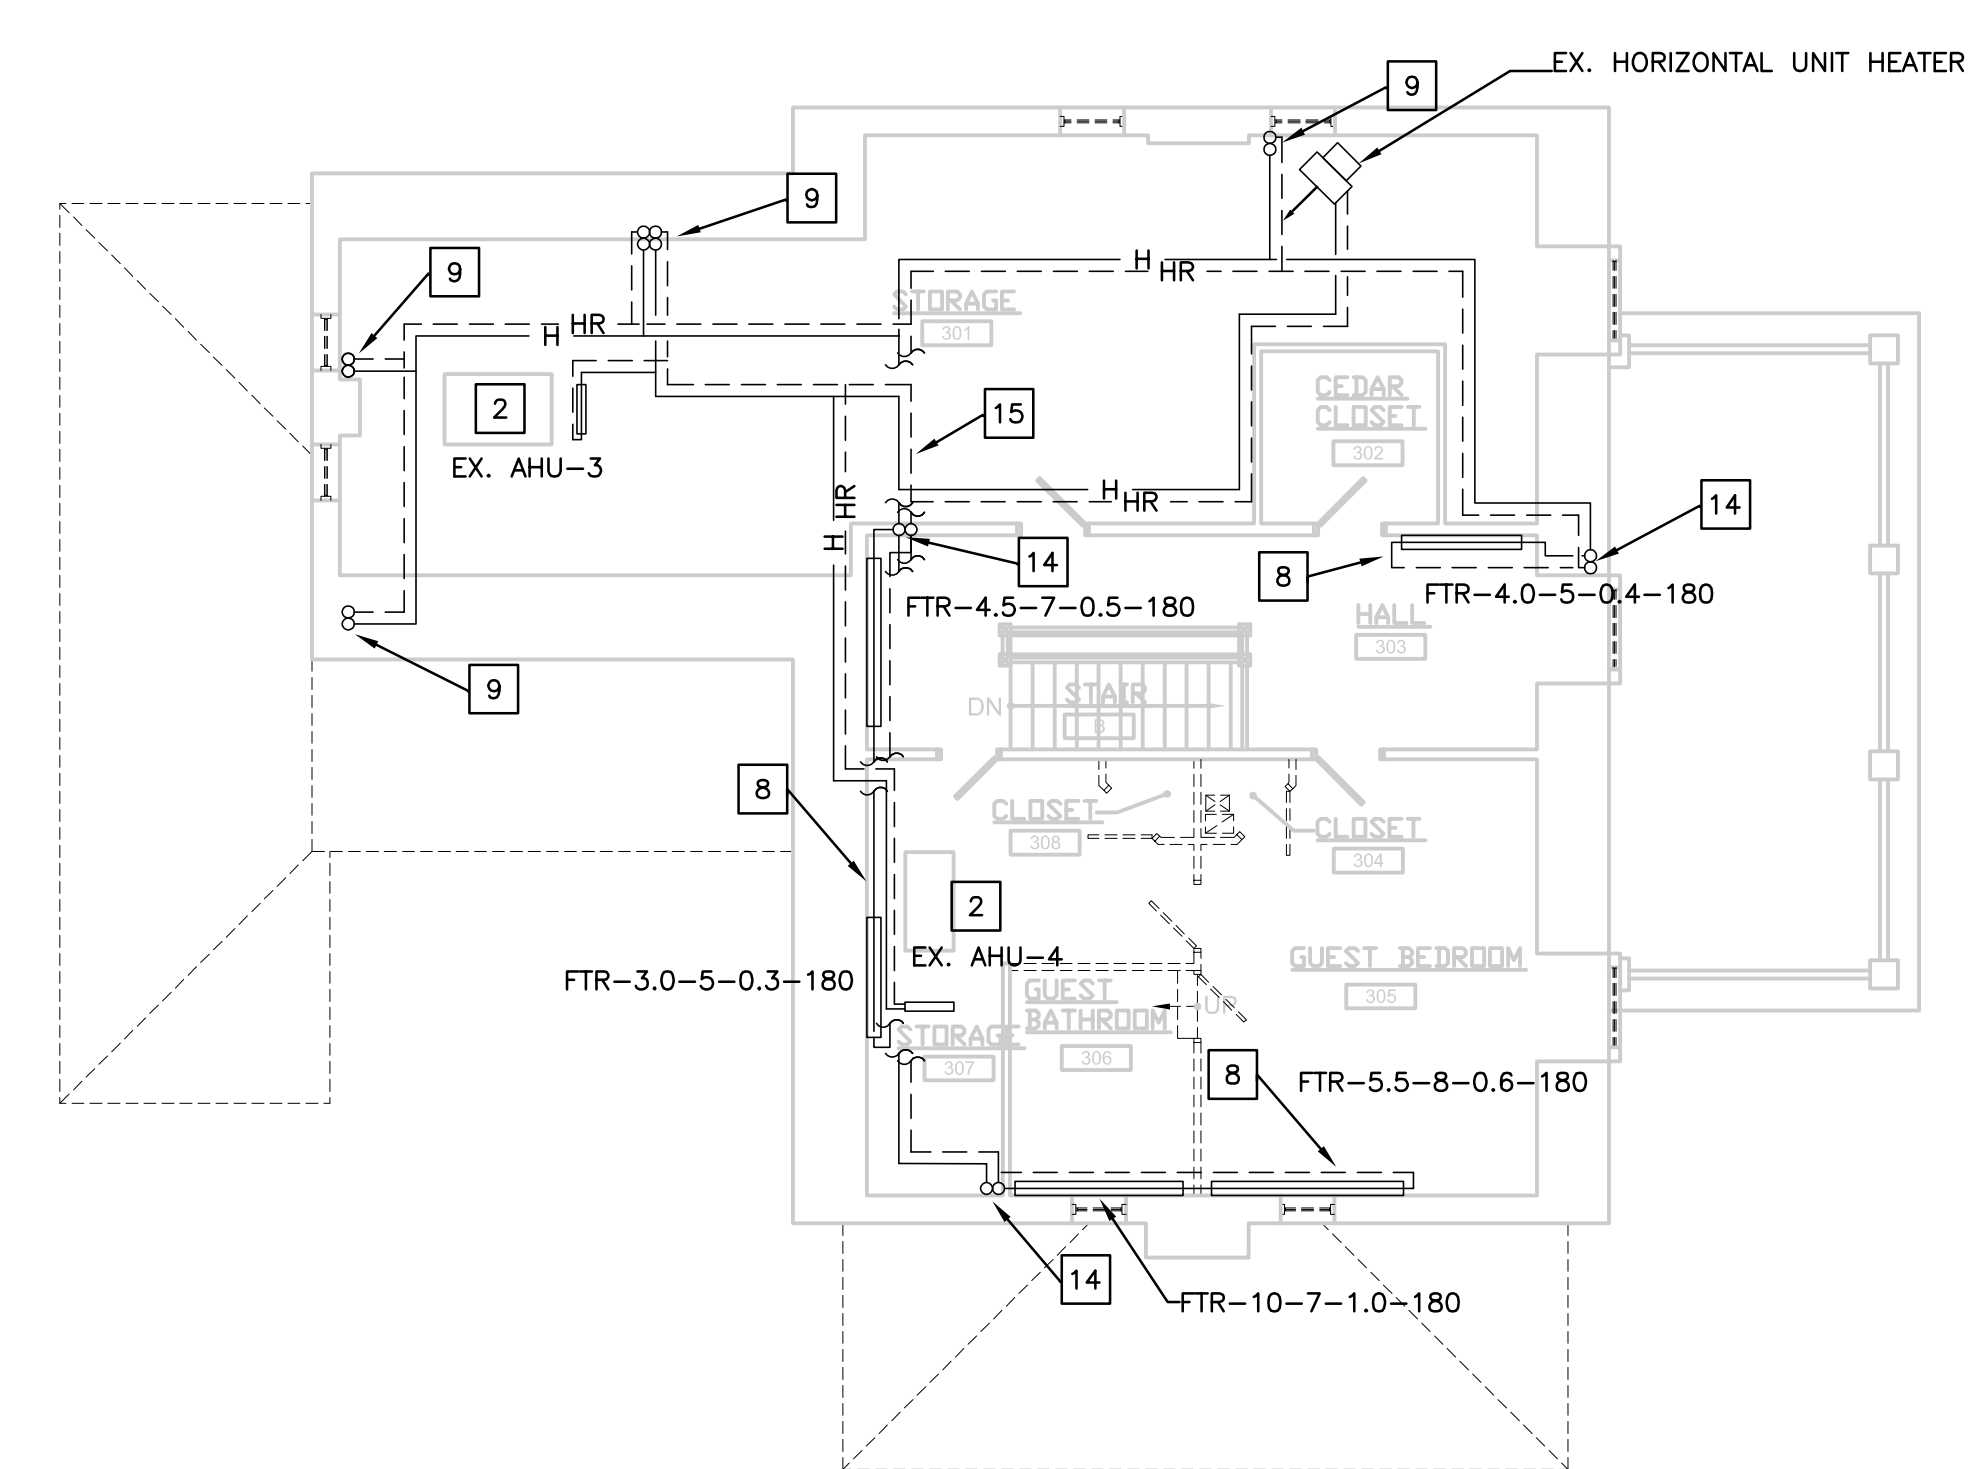 EX. HORIZONTAL UNIT HEATER
9
9
9
H
HR
STORAGE
301
H
HR
2
EX. AHU-3
15
CEDAR
CLOSET
302
H
HR
HR
H
14
14
8
FTR-4.5-7-0.5-180
FTR-4.0-5-0.4-180
HALL
303
9
STAIR
B
DN
8
CLOSET
308
CLOSET
304
2
EX. AHU-4
FTR-3.0-5-0.3-180
GUEST BEDROOM
305
GUEST
BATHROOM
306
UP
STORAGE
307
8
FTR-5.5-8-0.6-180
14
FTR-10-7-1.0-180